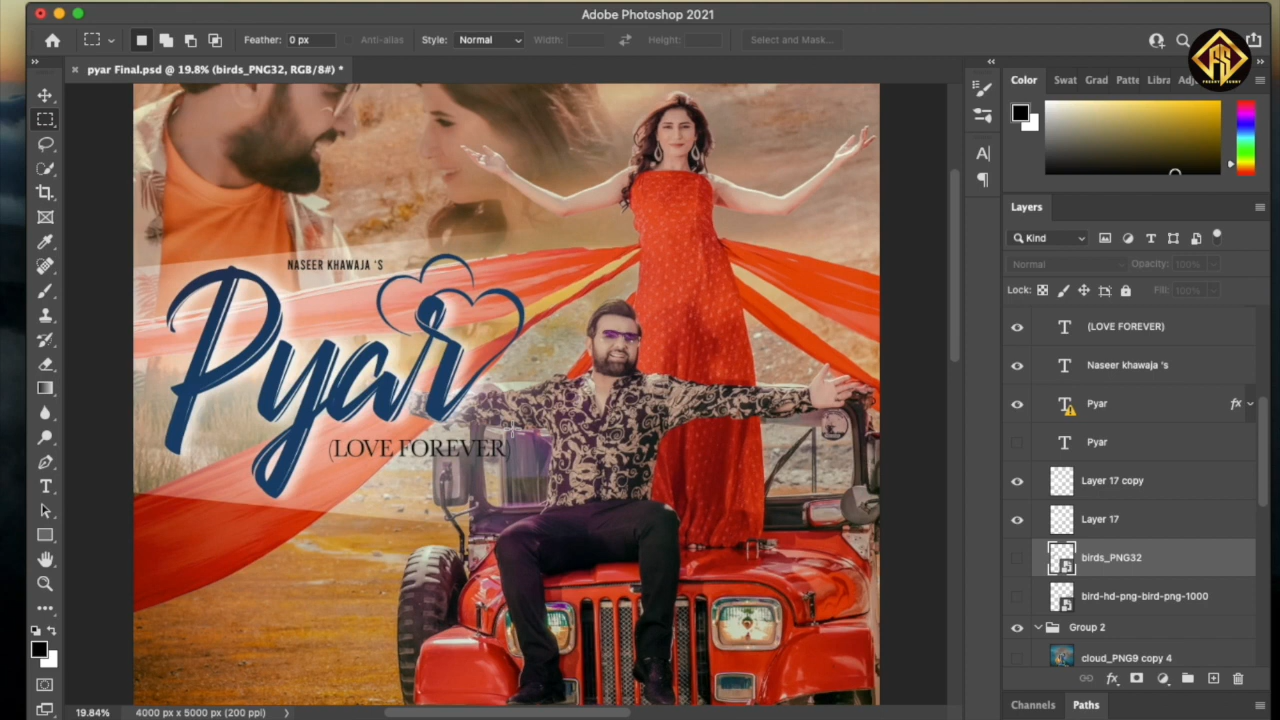 Adobe Photoshop 2021
Feather: 0 px
Anti-alias
Style: Normal
Width:
Height:
Select and Mask...
FS
pyar Final.psd @ 19.8% (birds_PNG32, RGB/8#) *
Color
Swat
Grad
Patte
Libra
NASEER KHAWAJA 'S
Pyar
(LOVE FOREVER)
Layers
Kind
Normal
Opacity: 100%
Lock:
Fill: 100%
(LOVE FOREVER)
Naseer khawaja 's
Pyar
fx
Pyar
Layer 17 copy
Layer 17
birds_PNG32
bird-hd-png-bird-png-1000
Group 2
cloud_PNG9 copy 4
fx
Channels
Paths
19.84%
4000 px x 5000 px (200 ppi)